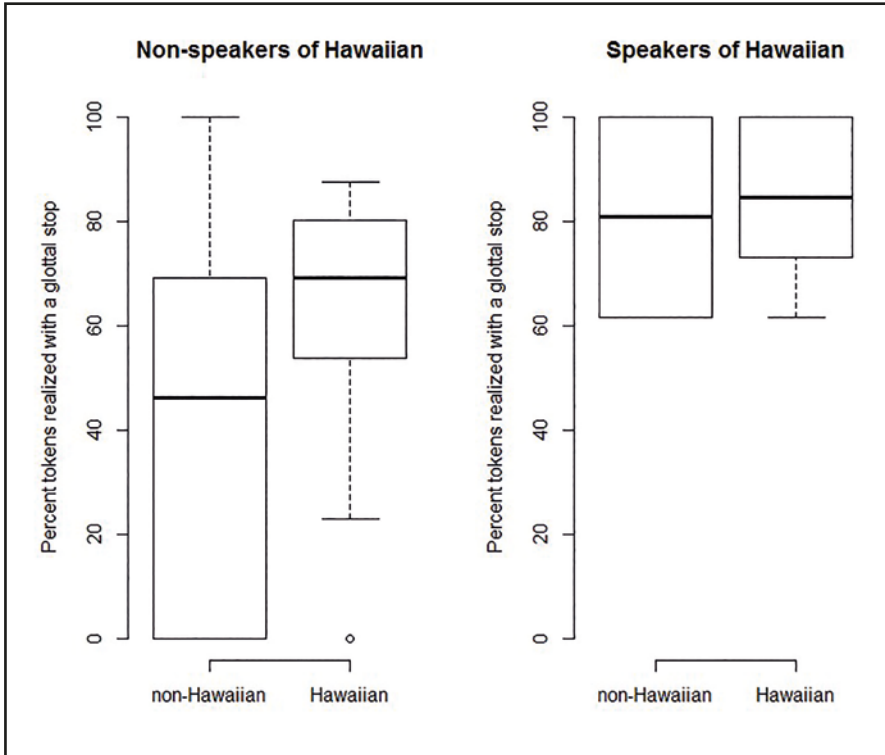 Non-speakers of Hawaiian
Percent tokens realized with a glottal stop
100
80
60
40
20
0
non-Hawaiian Hawaiian
Speakers of Hawaiian
Percent tokens realized with a glottal stop
100
80
60
40
20
0
non-Hawaiian Hawaiian